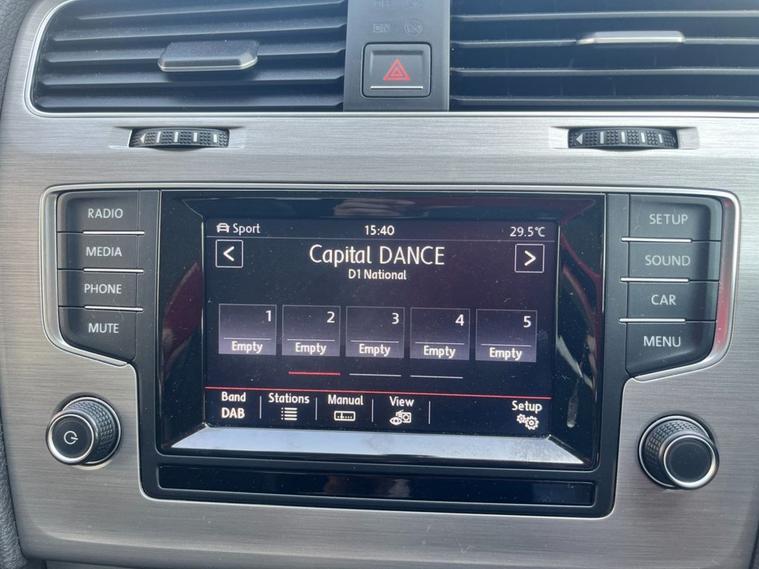 RADIO
MEDIA
PHONE
MUTE
SETUP
SOUND
CAR
MENU
Sport 15:40 29.5°C
< Capital DANCE >
D1 National
1 2 3 4 5
Empty Empty Empty Empty Empty
Band Stations Manual View Setup
DAB